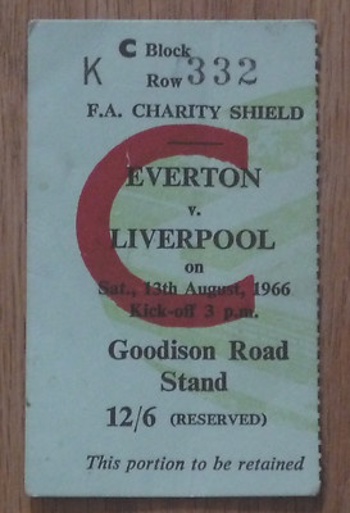 C Block
K Row 332
F.A. CHARITY SHIELD
C
EVERTON
v.
LIVERPOOL
on
Sat., 13th August, 1966
Kick-off 3 p.m.
Goodison Road
Stand
12/6 (RESERVED)
This portion to be retained